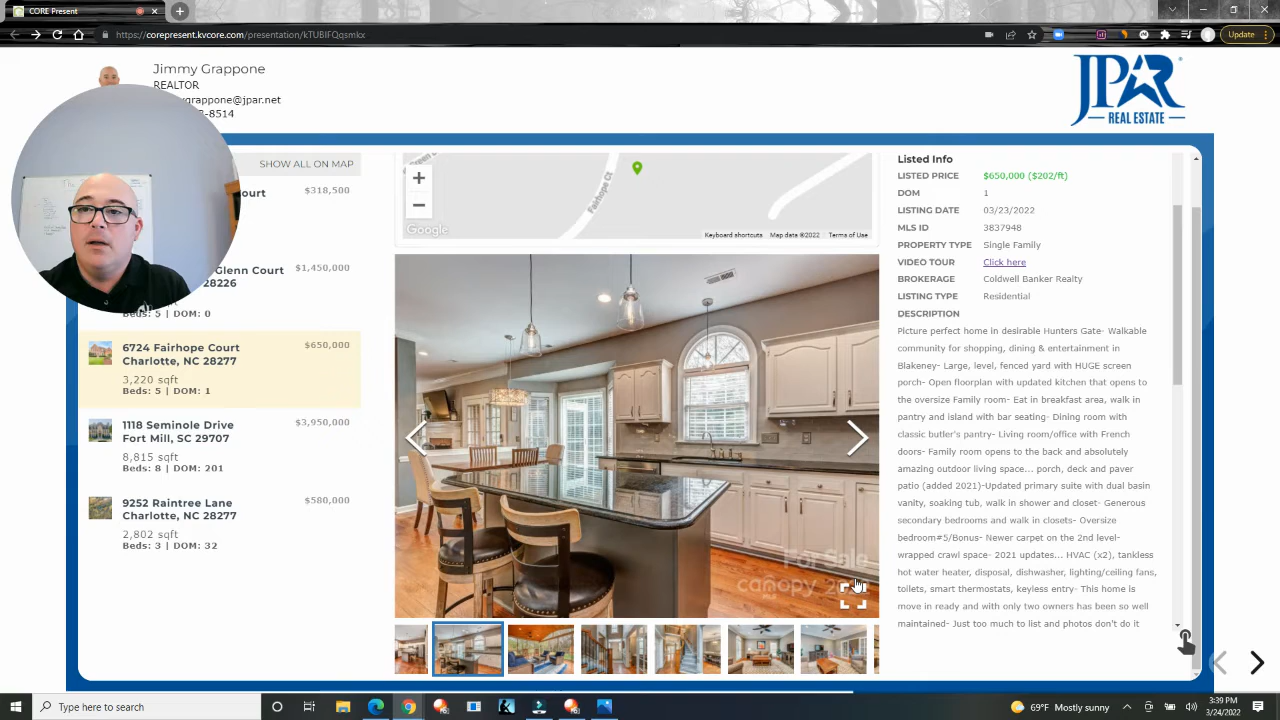 CORE Present
https://corepresent.kvcore.com/presentation/kTUBIFQqsmkx
Update
Jimmy Grappone
REALTOR
grappone@jpar.net
-8514
JPAR
REAL ESTATE
SHOW ALL ON MAP
ourt
$318,500
Glenn Court
$1,450,000
28226
Beds: 5 | DOM: 0
6724 Fairhope Court
$650,000
Charlotte, NC 28277
3,220 sqft
Beds: 5 | DOM: 1
1118 Seminole Drive
$3,950,000
Fort Mill, SC 29707
8,815 sqft
Beds: 8 | DOM: 201
9252 Raintree Lane
$580,000
Charlotte, NC 28277
2,802 sqft
Beds: 3 | DOM: 32
Fairhope Ct
Google
Keyboard shortcuts
Map data ©2022
Terms of Use
For Sale
canopy
Listed Info
LISTED PRICE $650,000 ($202/ft)
DOM 1
LISTING DATE 03/23/2022
MLS ID 3837948
PROPERTY TYPE Single Family
VIDEO TOUR Click here
BROKERAGE Coldwell Banker Realty
LISTING TYPE Residential
DESCRIPTION
Picture perfect home in desirable Hunters Gate- Walkable
community for shopping, dining & entertainment in
Blakeney- Large, level, fenced yard with HUGE screen
porch- Open floorplan with updated kitchen that opens to
the oversize Family room- Eat in breakfast area, walk in
pantry and island with bar seating- Dining room with
classic butler's pantry- Living room/office with French
doors- Family room opens to the back and absolutely
amazing outdoor living space... porch, deck and paver
patio (added 2021)-Updated primary suite with dual basin
vanity, soaking tub, walk in shower and closet- Generous
secondary bedrooms and walk in closets- Oversize
bedroom#5/Bonus- Newer carpet on the 2nd level-
wrapped crawl space- 2021 updates... HVAC (x2), tankless
hot water heater, disposal, dishwasher, lighting/ceiling fans,
toilets, smart thermostats, keyless entry- This home is
move in ready and with only two owners has been so well
maintained- Just too much to list and photos don't do it
Type here to search
69°F Mostly sunny
3:39 PM
3/24/2022